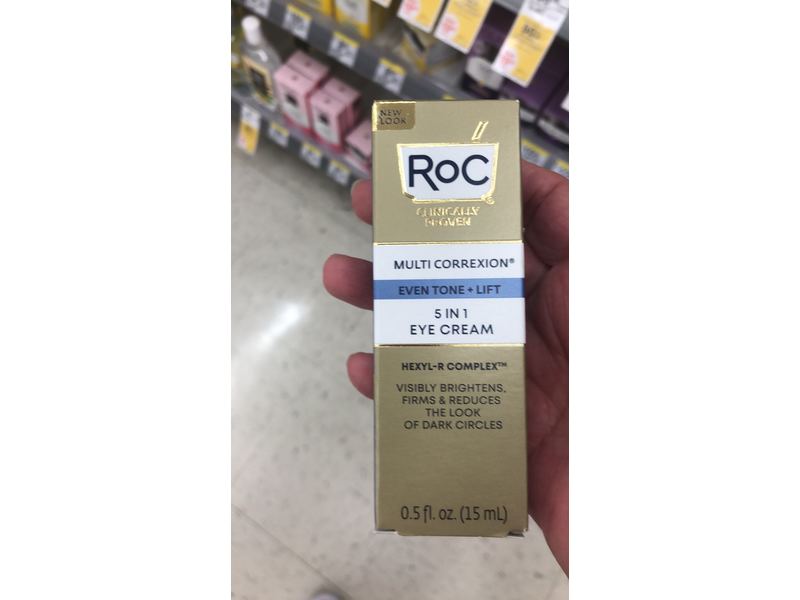 NEW
LOOK
RoC
®
CLINICALLY
PROVEN
MULTI CORREXION®
EVEN TONE + LIFT
5 IN 1
EYE CREAM
HEXYL-R COMPLEX™
VISIBLY BRIGHTENS,
FIRMS & REDUCES
THE LOOK
OF DARK CIRCLES
0.5 fl. oz. (15 mL)